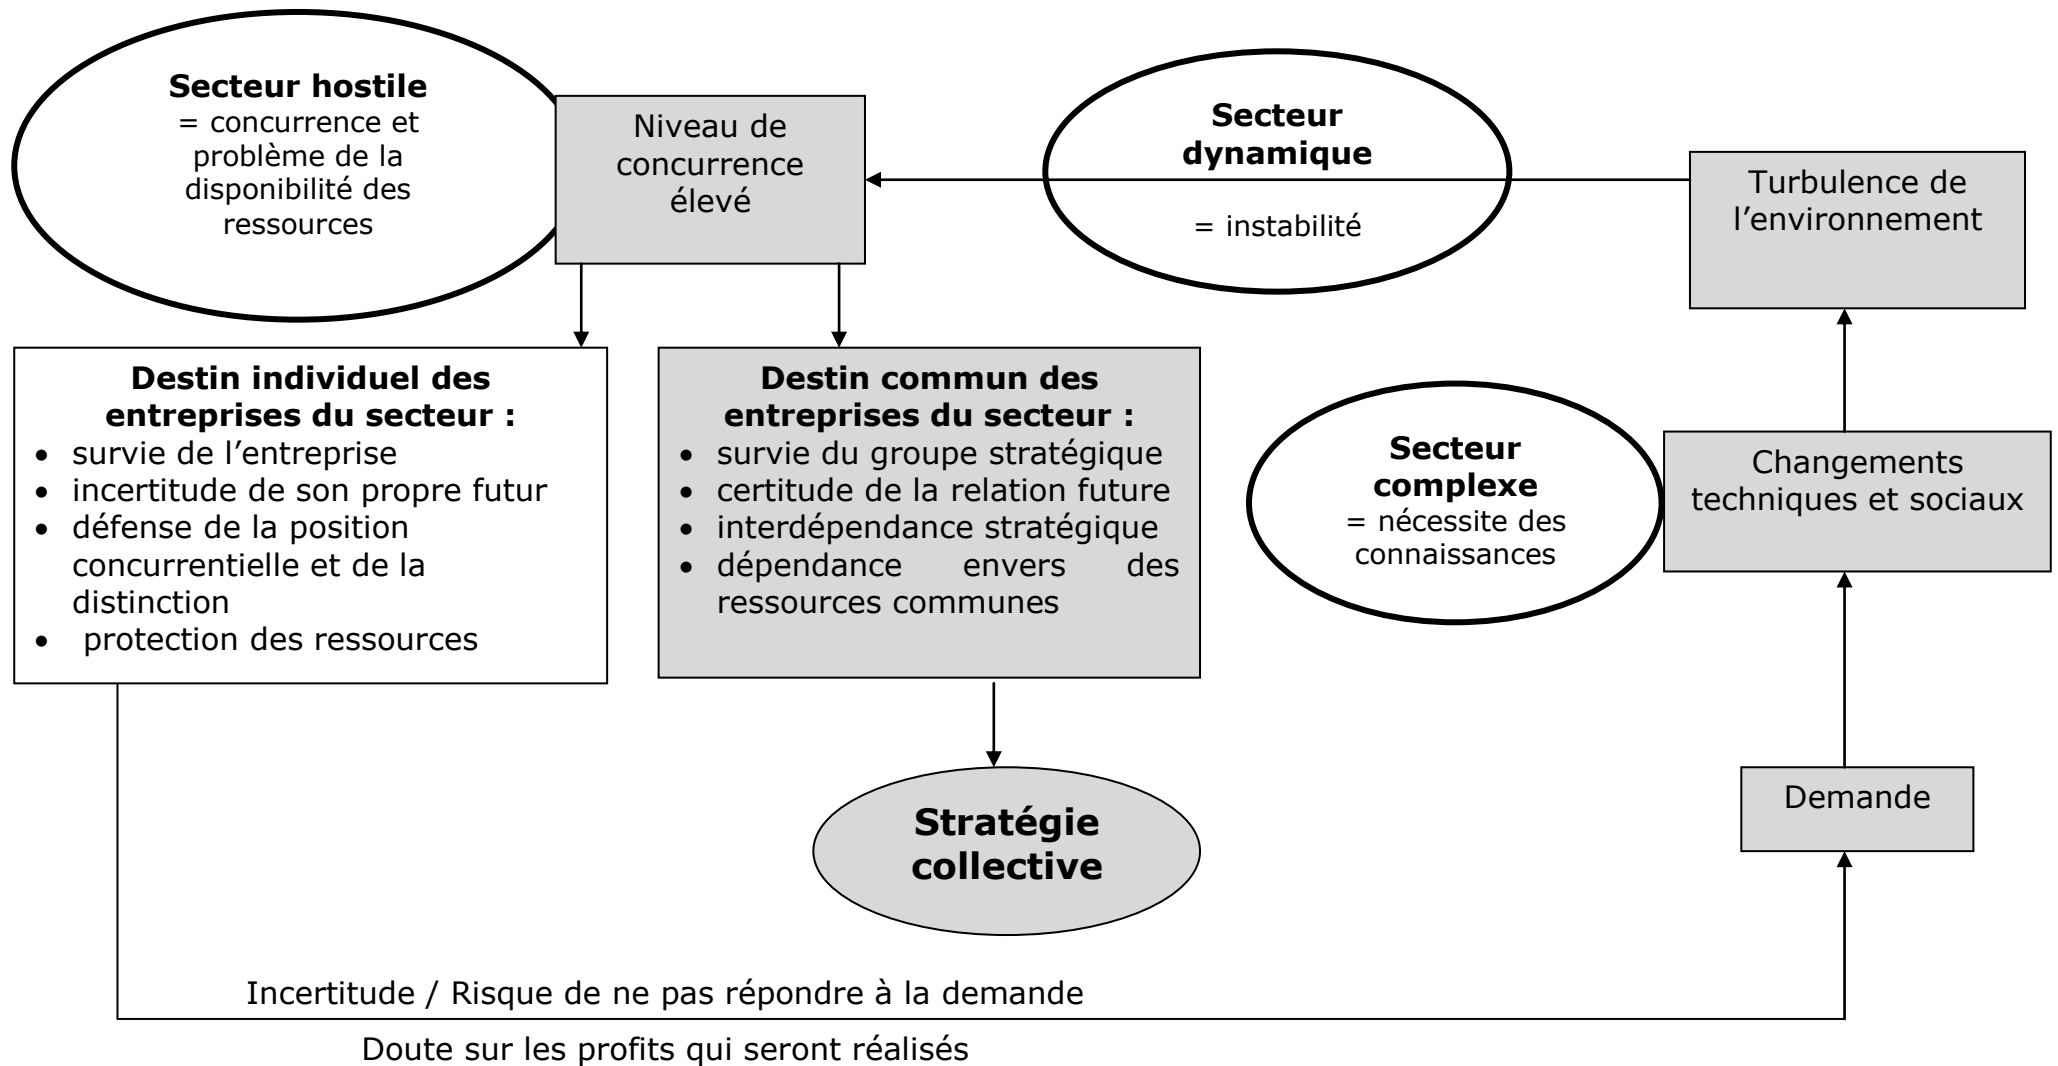 Secteur hostile
= concurrence et
problème de la
disponibilité des
ressources
Niveau de
concurrence
élevé
Secteur
dynamique
= instabilité
Turbulence de
l’environnement
Destin individuel des
entreprises du secteur :
• survie de l’entreprise
• incertitude de son propre futur
• défense de la position
concurrentielle et de la
distinction
• protection des ressources
Destin commun des
entreprises du secteur :
• survie du groupe stratégique
• certitude de la relation future
• interdépendance stratégique
• dépendance envers des
ressources communes
Secteur
complexe
= nécessite des
connaissances
Changements
techniques et sociaux
Stratégie
collective
Demande
Incertitude / Risque de ne pas répondre à la demande
Doute sur les profits qui seront réalisés